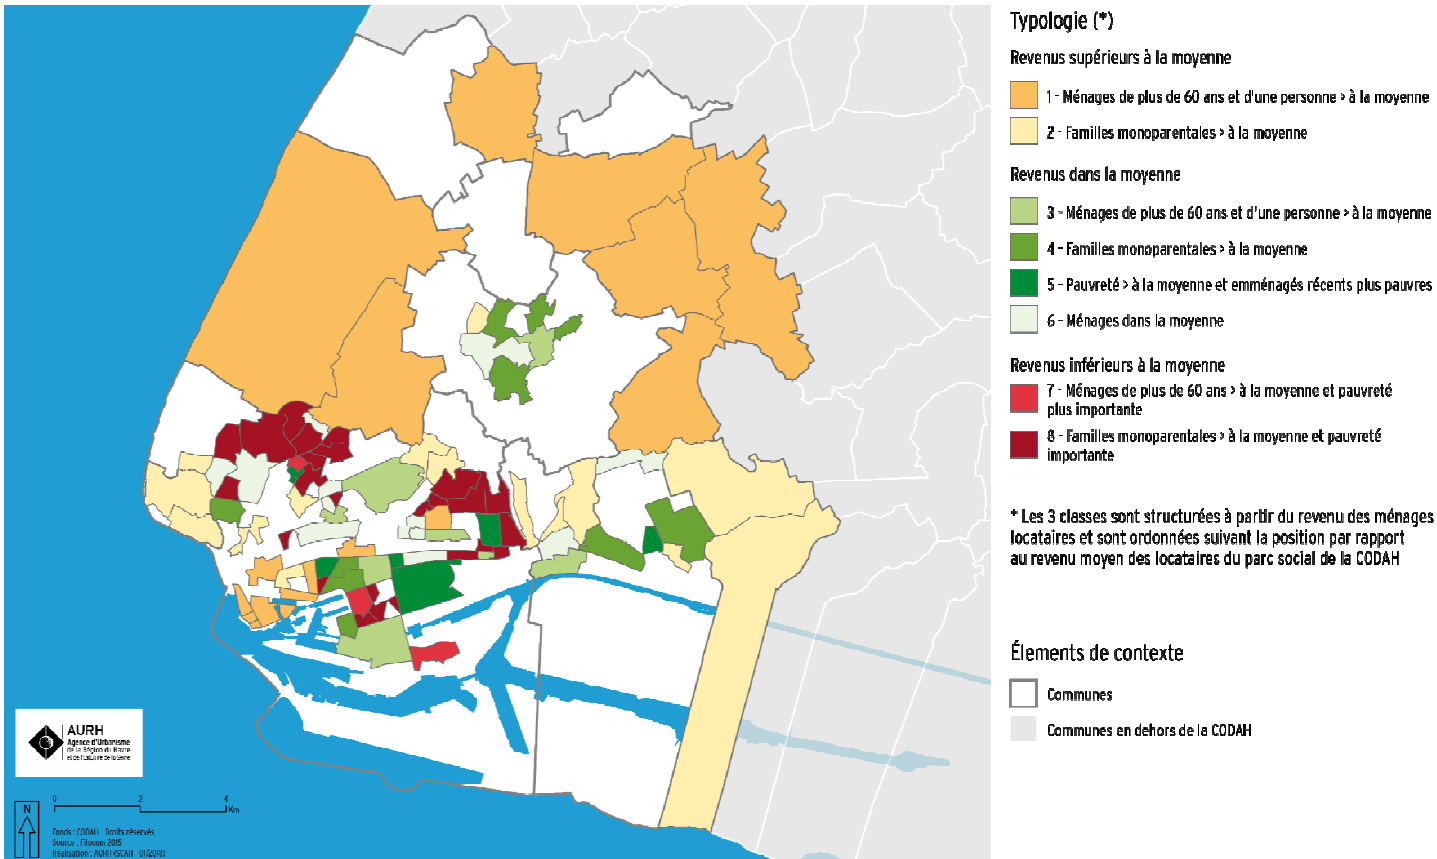 Typologie (*)
Revenus supérieurs à la moyenne
1 - Ménages de plus de 60 ans et d'une personne > à la moyenne
2 - Familles monoparentales > à la moyenne
Revenus dans la moyenne
3 - Ménages de plus de 60 ans et d'une personne > à la moyenne
4 - Familles monoparentales > à la moyenne
5 - Pauvreté > à la moyenne et emménagés récents plus pauvres
6 - Ménages dans la moyenne
Revenus inférieurs à la moyenne
7 - Ménages de plus de 60 ans > à la moyenne et pauvreté
plus importante
8 - Familles monoparentales > à la moyenne et pauvreté
importante
* Les 3 classes sont structurées à partir du revenu des ménages
locataires et sont ordonnées suivant la position par rapport
au revenu moyen des locataires du parc social de la CODAH
Élements de contexte
Communes
Communes en dehors de la CODAH
AURH
Agence d'Urbanisme
de la Région du Havre
et de l'Estuaire de la Seine
N
0 2 4
Km
Fonds : CODAH Droits réservés
Source : Filocom 2015
Réalisation : AURH